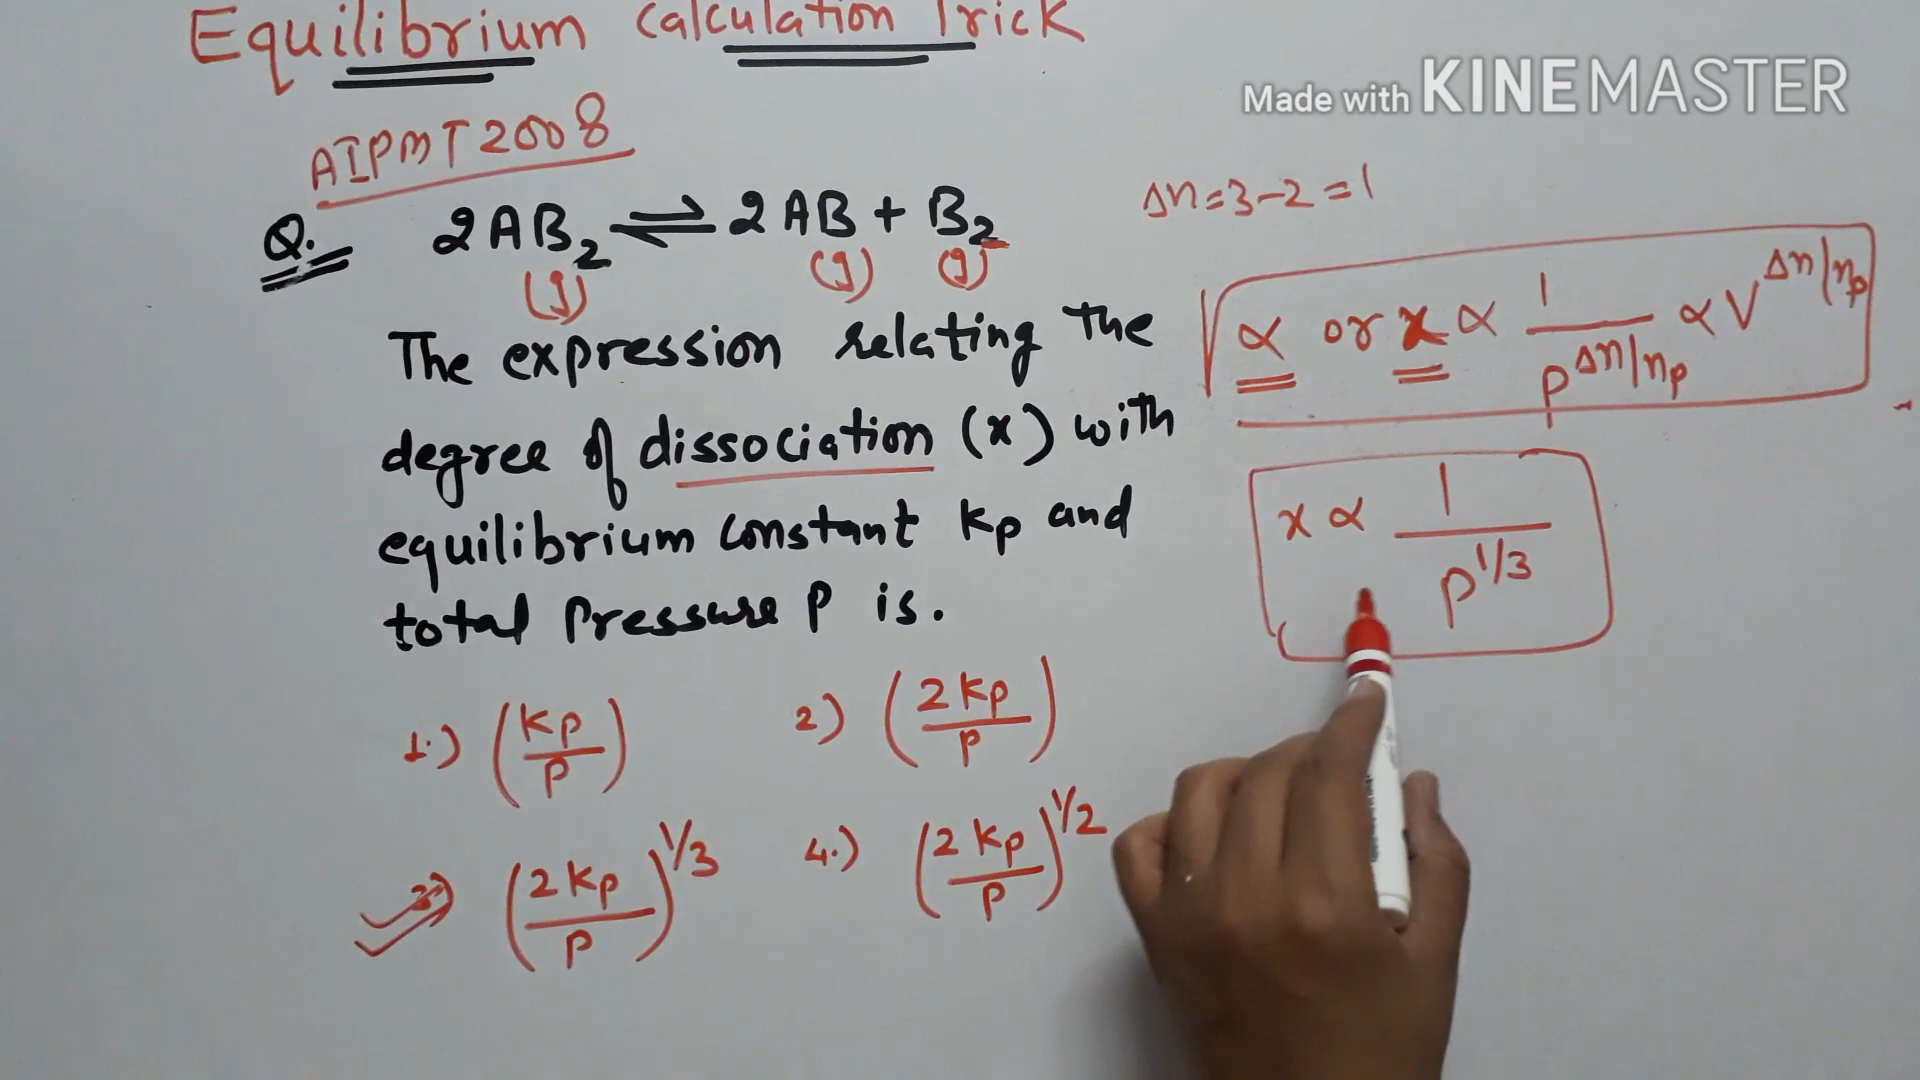 Equilibrium Calculation Trick
Made with KINEMASTER
AIPMT 2008
Q. 2AB₂ ⇌ 2AB + B₂
(g) (g) (g)
The expression relating the
degree of dissociation (x) with
equilibrium constant Kp and
total pressure P is.
1.) (Kp/P) 2) (2Kp/P)
3) (2Kp/P)^1/3 4.) (2Kp/P)^1/2
Δn = 3-2 = 1
∝ or x ∝ 1/P^Δn/np ∝ V^Δn/np
x ∝ 1/P^1/3